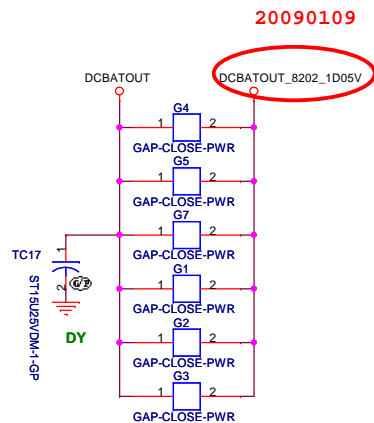 20090109
DCBATOUT
DCBATOUT_8202_1D05V
G4
1 2
GAP-CLOSE-PWR
G5
1 2
GAP-CLOSE-PWR
G7
1 2
GAP-CLOSE-PWR
TC17
1
2
ST15U25VDM-1-GP
DY
G1
1 2
GAP-CLOSE-PWR
G2
1 2
GAP-CLOSE-PWR
G3
1 2
GAP-CLOSE-PWR